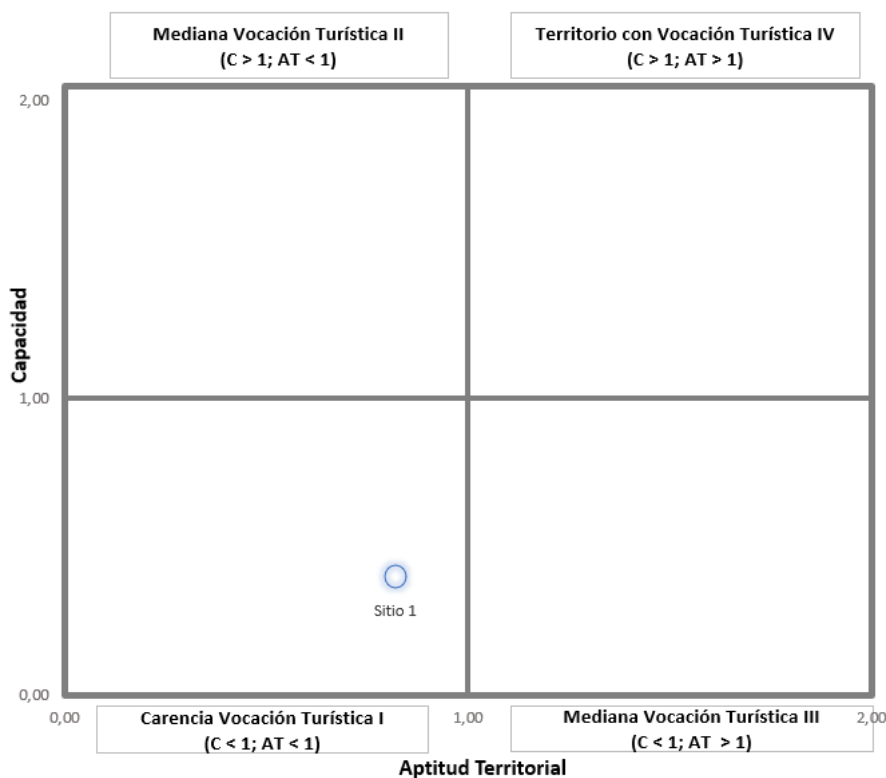 Mediana Vocación Turística II
(C > 1; AT < 1)
Territorio con Vocación Turística IV
(C > 1; AT > 1)
2,00
Capacidad
1,00
Sitio 1
0,00
0,00
Carencia Vocación Turística I
(C < 1; AT < 1)
1,00
Mediana Vocación Turística III
(C < 1; AT > 1)
2,00
Aptitud Territorial